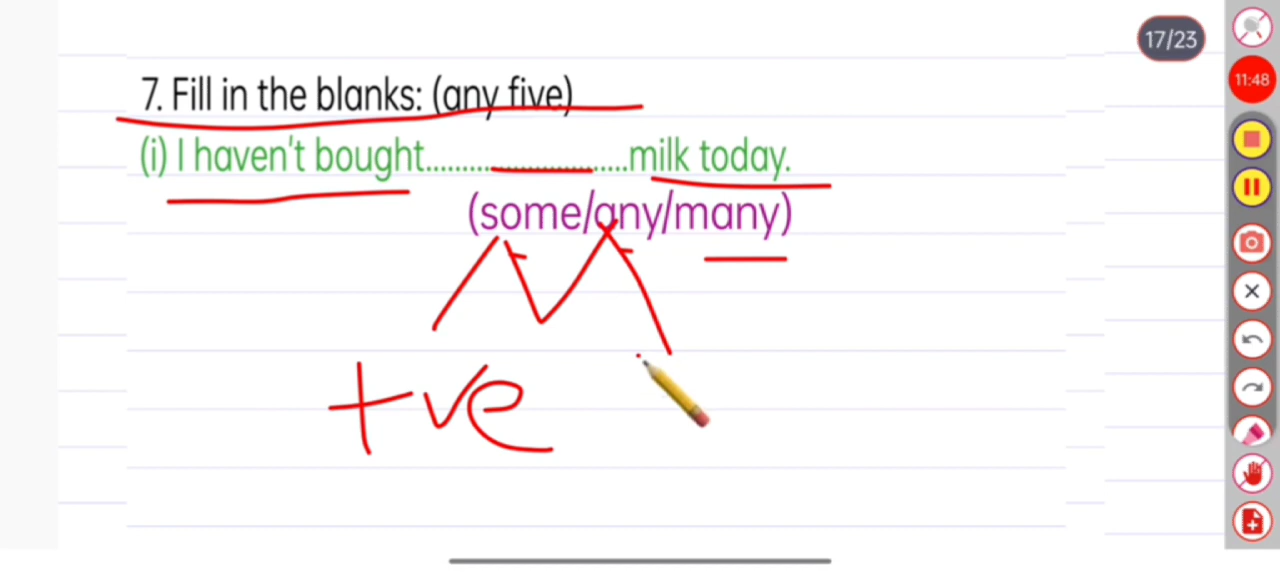 17/23
11:48
7. Fill in the blanks: (any five)
(i) I haven't bought............................milk today.
(some/any/many)
+ve